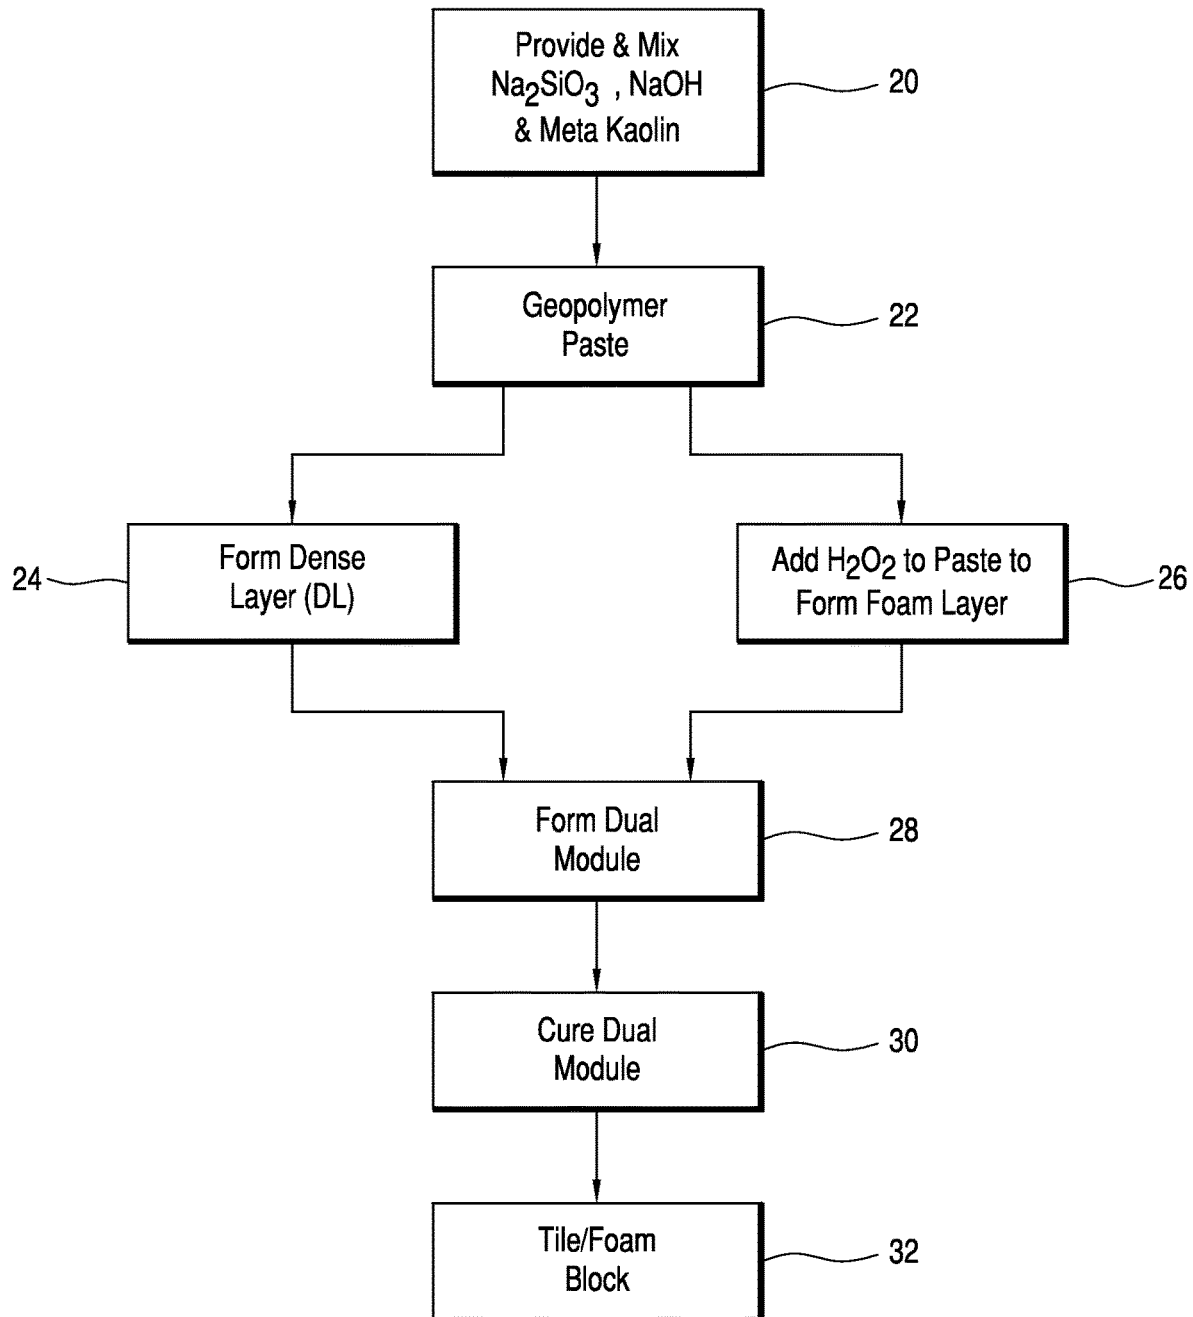 Provide & Mix
Na2SiO3 , NaOH
& Meta Kaolin
20
Geopolymer
Paste
22
24
Form Dense
Layer (DL)
Add H2O2 to Paste to
Form Foam Layer
26
Form Dual
Module
28
Cure Dual
Module
30
Tile/Foam
Block
32